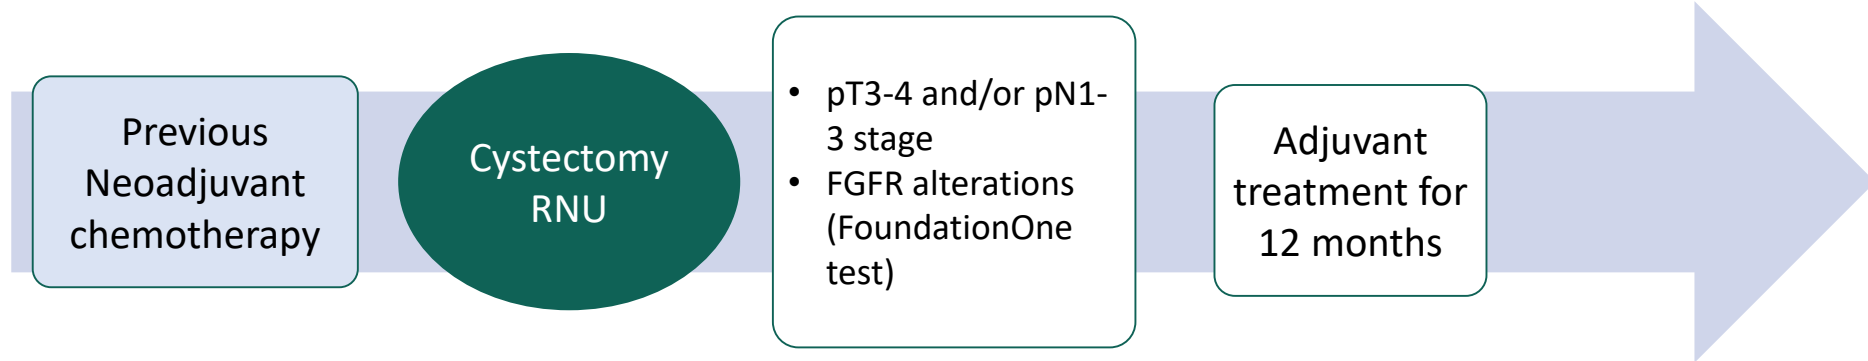 Previous
Neoadjuvant
chemotherapy
Cystectomy
RNU
• pT3-4 and/or pN1-
3 stage
• FGFR alterations
(FoundationOne
test)
Adjuvant
treatment for
12 months